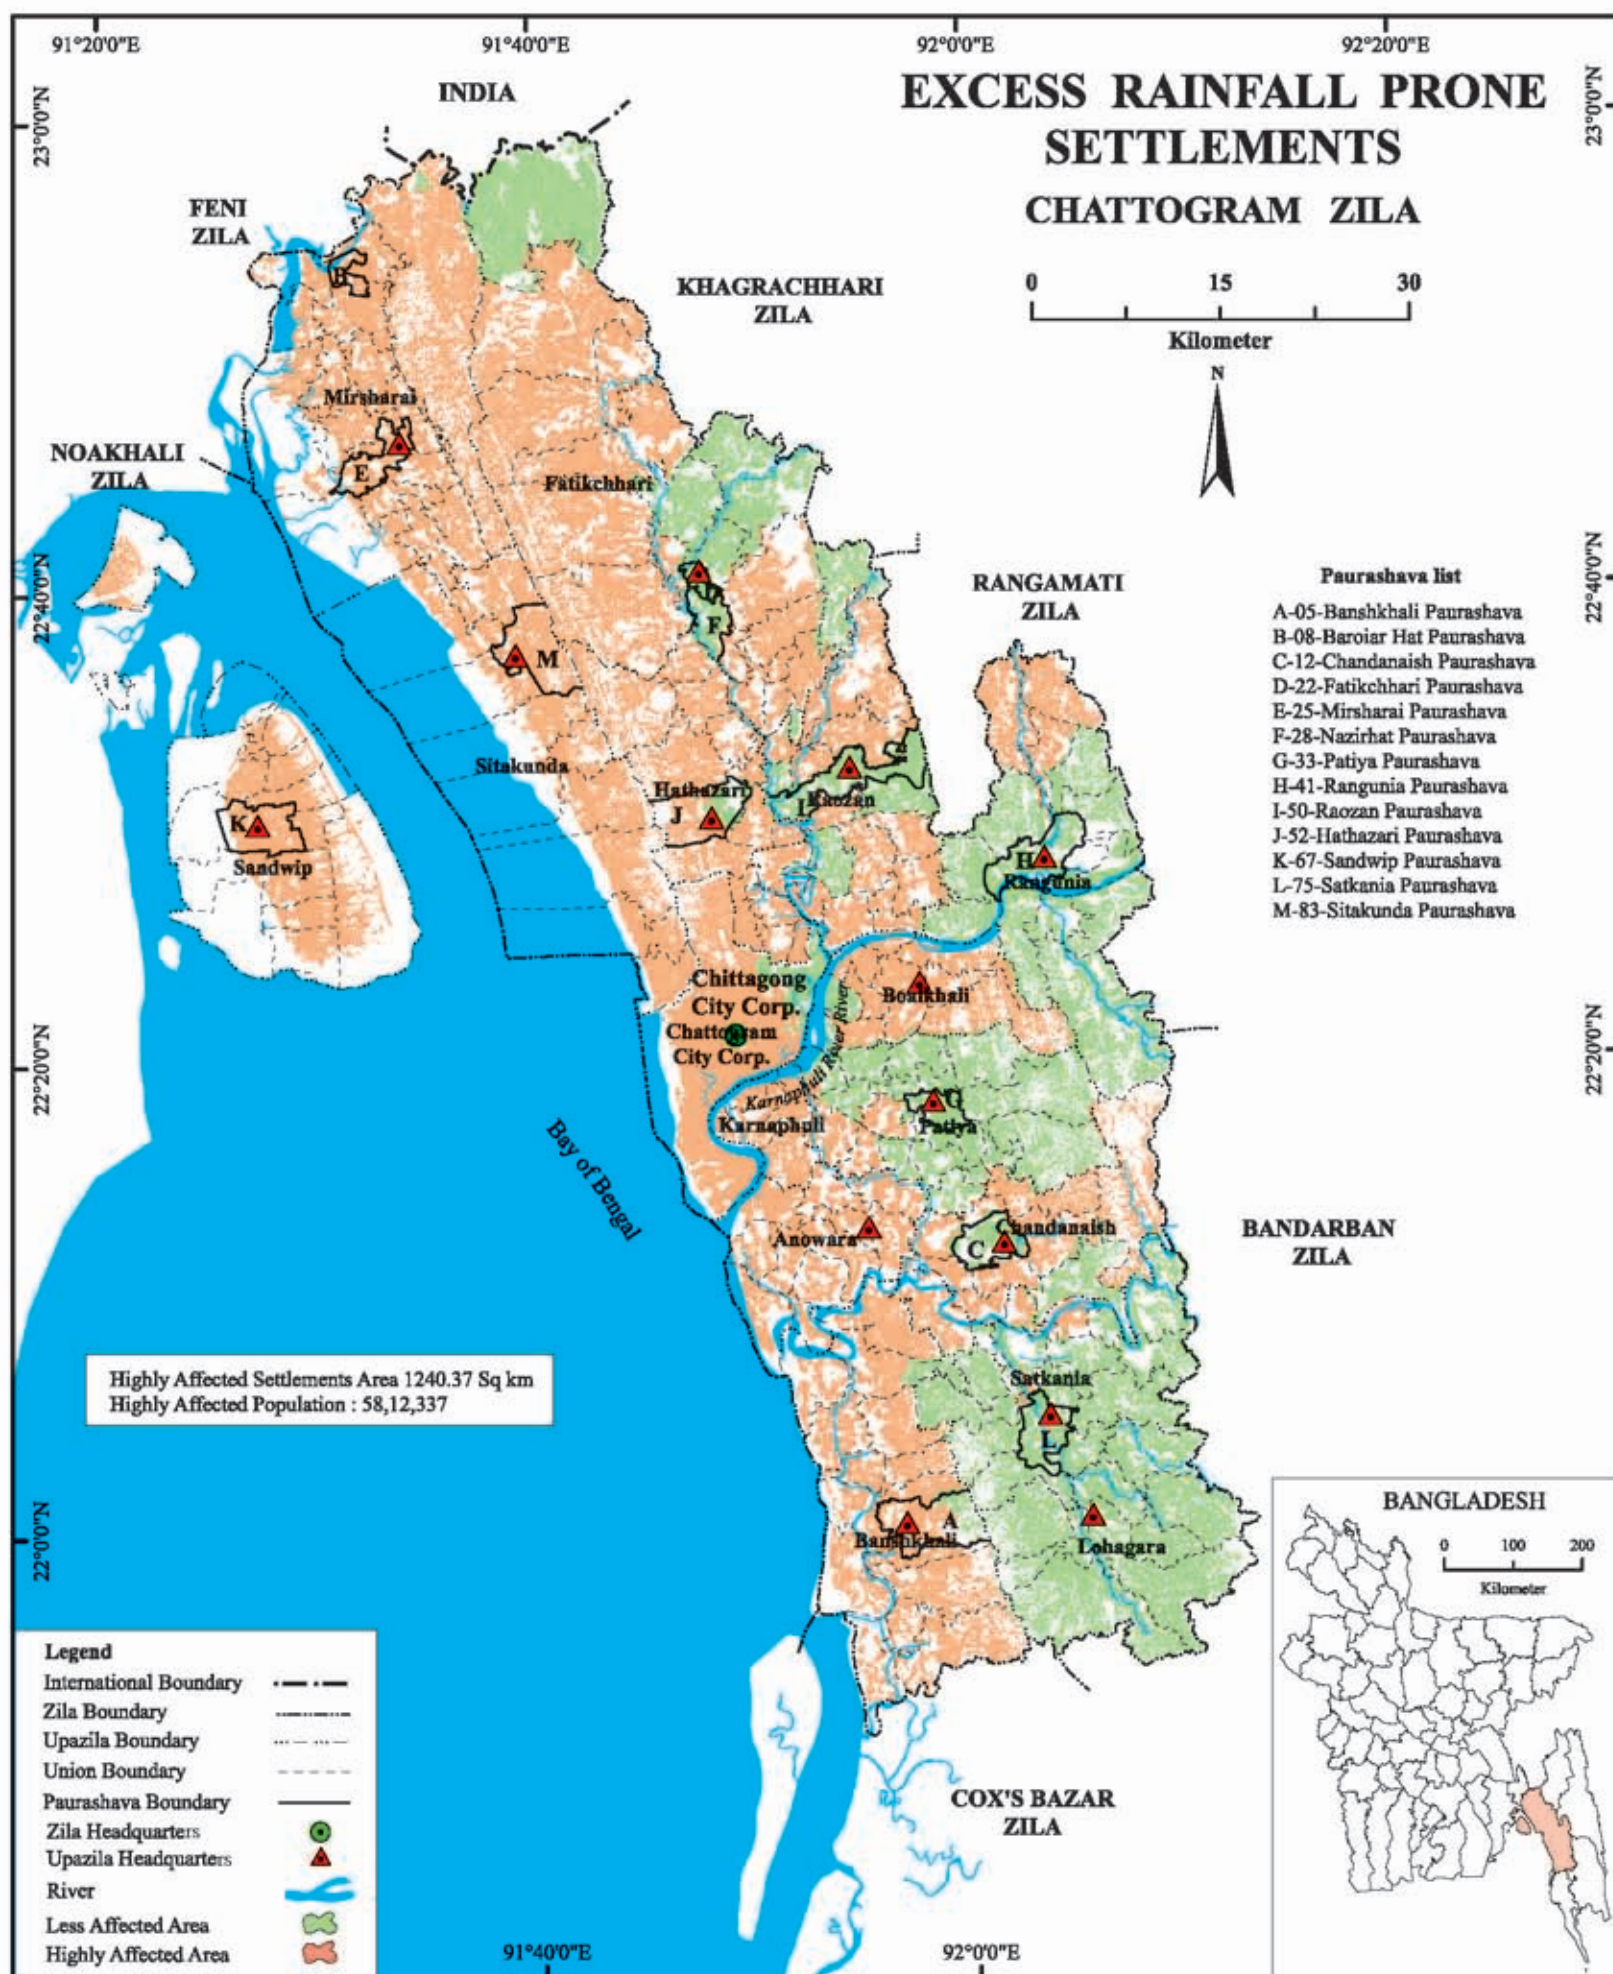 91°20'0"E
91°40'0"E
92°0'0"E
92°20'0"E
INDIA
EXCESS RAINFALL PRONE
SETTLEMENTS
CHATTOGRAM ZILA
23°0'0"N
23°0'0"N
FENI
ZILA
KHAGRACHHARI
ZILA
0 15 30
Kilometer
N
B
Mirsharai
E
NOAKHALI
ZILA
Fatikchhari
22°40'0"N
22°40'0"N
RANGAMATI
ZILA
D
F
M
Paurashava list
A-05-Banshkhali Paurashava
B-08-Baroiar Hat Paurashava
C-12-Chandanaish Paurashava
D-22-Fatikchhari Paurashava
E-25-Mirsharai Paurashava
F-28-Nazirhat Paurashava
G-33-Patiya Paurashava
H-41-Rangunia Paurashava
I-50-Raozan Paurashava
J-52-Hathazari Paurashava
K-67-Sandwip Paurashava
L-75-Satkania Paurashava
M-83-Sitakunda Paurashava
Sitakunda
Hathazari
J
I
Raozan
K
Sandwip
H
Rangunia
Chittagong
City Corp.
Chattogram
City Corp.
Boalkhali
Karnaphuli River River
22°20'0"N
22°20'0"N
Karnaphuli
G
Patiya
Bay of Bengal
Anowara
C
Chandanaish
BANDARBAN
ZILA
Highly Affected Settlements Area 1240.37 Sq km
Highly Affected Population : 58,12,337
Satkania
L
A
Banshkhali
Lohagara
22°0'0"N
BANGLADESH
0 100 200
Kilometer
Legend
International Boundary
Zila Boundary
Upazila Boundary
Union Boundary
Paurashava Boundary
Zila Headquarters
Upazila Headquarters
River
Less Affected Area
Highly Affected Area
COX'S BAZAR
ZILA
91°40'0"E
92°0'0"E